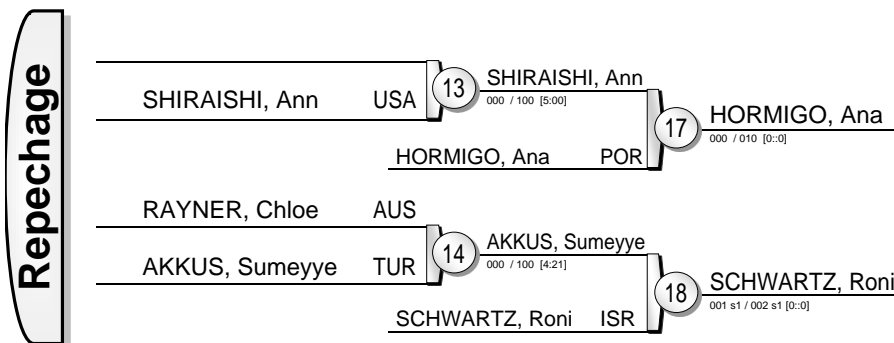 Repechage
SHIRAISHI, Ann USA
13
SHIRAISHI, Ann
000 / 100 [5:00]
HORMIGO, Ana POR
17
HORMIGO, Ana
000 / 010 [0::0]
RAYNER, Chloe AUS
AKKUS, Sumeyye TUR
14
AKKUS, Sumeyye
000 / 100 [4:21]
SCHWARTZ, Roni ISR
18
SCHWARTZ, Roni
001 s1 / 002 s1 [0::0]